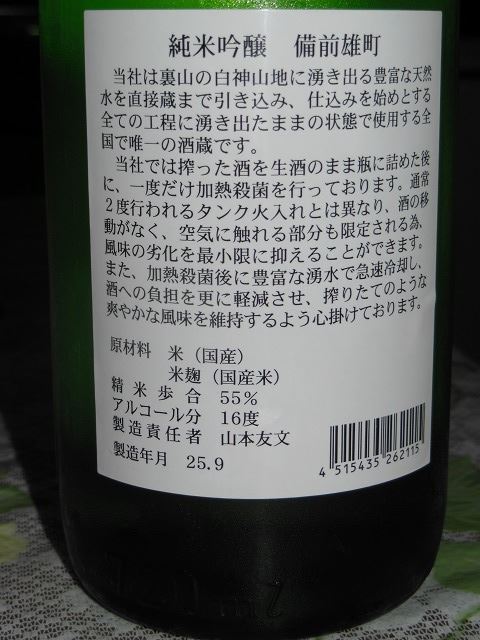 純米吟醸　備前雄町
当社は裏山の白神山地に湧き出る豊富な天然
水を直接蔵まで引き込み、仕込みを始めとする
全ての工程に湧き出たままの状態で使用する全
国で唯一の酒蔵です。
当社では搾った酒を生酒のまま瓶に詰めた後
に、一度だけ加熱殺菌を行っております。通常
２度行われるタンク火入れとは異なり、酒の移
動がなく、空気に触れる部分も限定される為、
風味の劣化を最小限に抑えることができます。
また、加熱殺菌後に豊富な湧水で急速冷却し、
酒への負担を更に軽減させ、搾りたてのような
爽やかな風味を維持するよう心掛けております。
原材料　米（国産）
米麹（国産米）
精米歩合　55％
アルコール分　16度
製造責任者　山本友文
製造年月　25.9
4 515435 262115
720ml